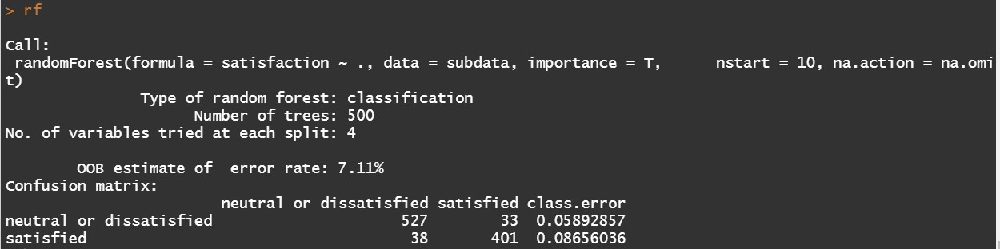 > rf
Call:
 randomForest(formula = satisfaction ~ ., data = subdata, importance = T,      nstart = 10, na.action = na.omi
t)
               Type of random forest: classification
                     Number of trees: 500
No. of variables tried at each split: 4
        OOB estimate of  error rate: 7.11%
Confusion matrix:
                        neutral or dissatisfied satisfied class.error
neutral or dissatisfied                     527        33  0.05892857
satisfied                                    38       401  0.08656036